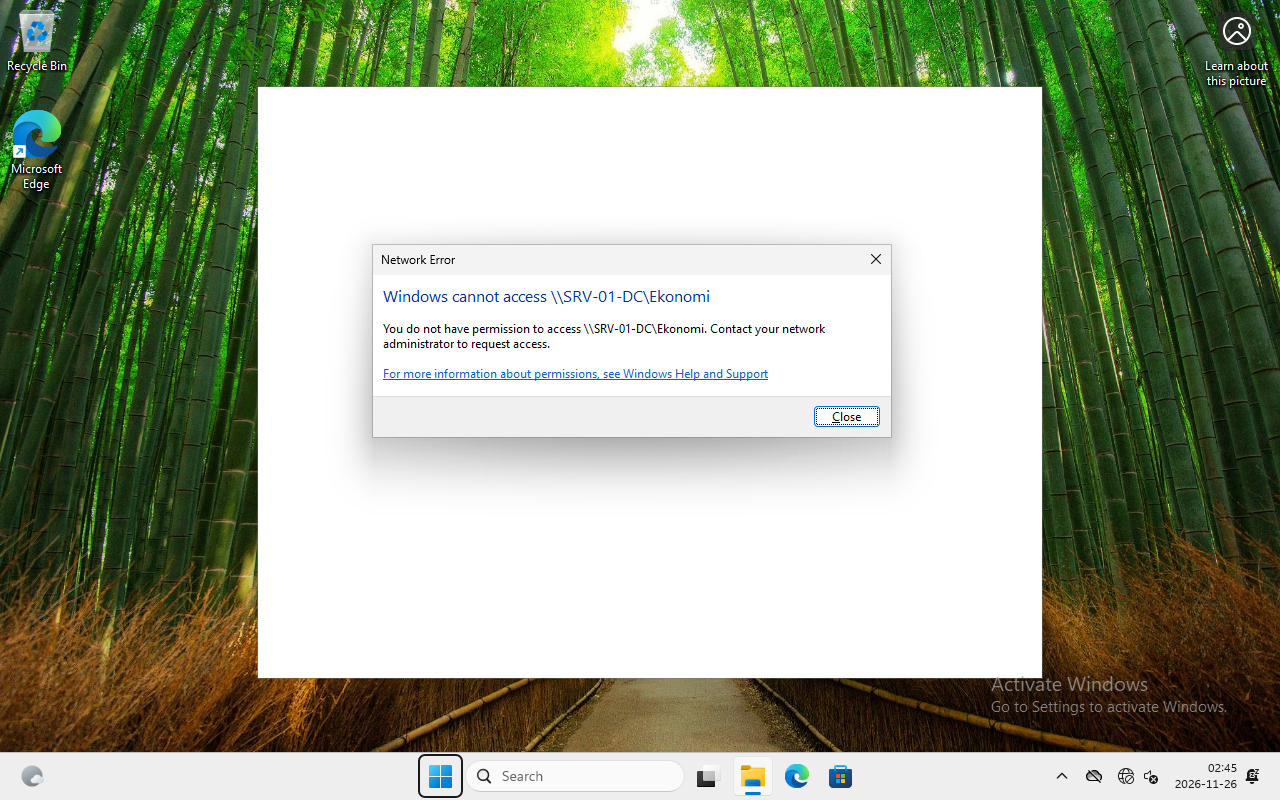 Recycle Bin
Microsoft
Edge
Learn about
this picture
Network Error
Windows cannot access \\SRV-01-DC\Ekonomi
You do not have permission to access \\SRV-01-DC\Ekonomi. Contact your network
administrator to request access.
For more information about permissions, see Windows Help and Support
Close
Activate Windows
Go to Settings to activate Windows.
Search
02:45
2026-11-26